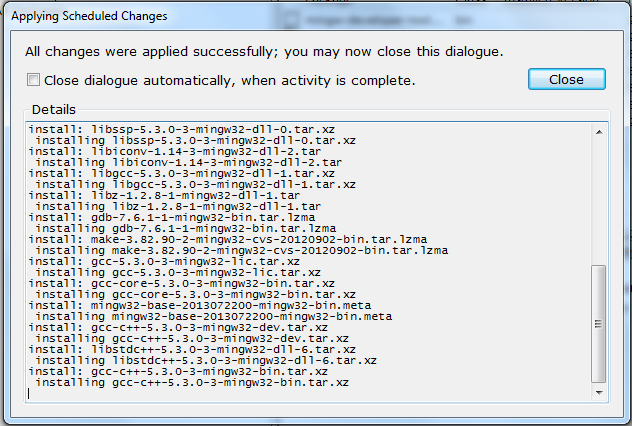 Applying Scheduled Changes
All changes were applied successfully; you may now close this dialogue.
Close dialogue automatically, when activity is complete.
Close
Details
install: libssp-5.3.0-3-mingw32-dll-0.tar.xz
 installing libssp-5.3.0-3-mingw32-dll-0.tar.xz
install: libiconv-1.14-3-mingw32-dll-2.tar
 installing libiconv-1.14-3-mingw32-dll-2.tar
install: libgcc-5.3.0-3-mingw32-dll-1.tar.xz
 installing libgcc-5.3.0-3-mingw32-dll-1.tar.xz
install: libz-1.2.8-1-mingw32-dll-1.tar
 installing libz-1.2.8-1-mingw32-dll-1.tar
install: gdb-7.6.1-1-mingw32-bin.tar.lzma
 installing gdb-7.6.1-1-mingw32-bin.tar.lzma
install: make-3.82.90-2-mingw32-cvs-20120902-bin.tar.lzma
 installing make-3.82.90-2-mingw32-cvs-20120902-bin.tar.lzma
install: gcc-5.3.0-3-mingw32-lic.tar.xz
 installing gcc-5.3.0-3-mingw32-lic.tar.xz
install: gcc-core-5.3.0-3-mingw32-bin.tar.xz
 installing gcc-core-5.3.0-3-mingw32-bin.tar.xz
install: mingw32-base-2013072200-mingw32-bin.meta
 installing mingw32-base-2013072200-mingw32-bin.meta
install: gcc-c++-5.3.0-3-mingw32-dev.tar.xz
 installing gcc-c++-5.3.0-3-mingw32-dev.tar.xz
install: libstdc++-5.3.0-3-mingw32-dll-6.tar.xz
 installing libstdc++-5.3.0-3-mingw32-dll-6.tar.xz
install: gcc-c++-5.3.0-3-mingw32-bin.tar.xz
 installing gcc-c++-5.3.0-3-mingw32-bin.tar.xz